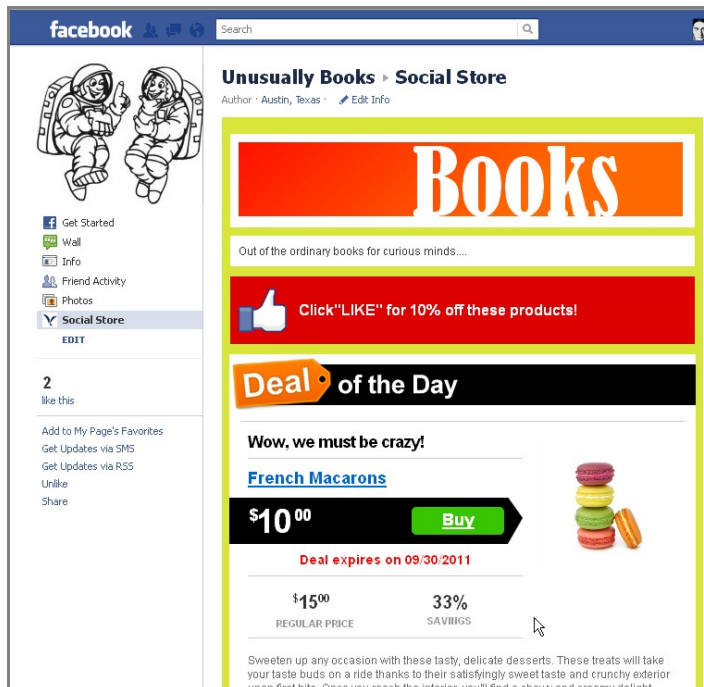 facebook
Search
Unusually Books ▸ Social Store
Author · Austin, Texas · Edit Info
Books
Out of the ordinary books for curious minds....
Click"LIKE" for 10% off these products!
Get Started
Wall
Info
Friend Activity
Photos
Social Store
EDIT
2
like this
Add to My Page's Favorites
Get Updates via SMS
Get Updates via RSS
Unlike
Share
Deal of the Day
Wow, we must be crazy!
French Macarons
$10 00
Buy
Deal expires on 09/30/2011
$15 00
33%
REGULAR PRICE
SAVINGS
Sweeten up any occasion with these tasty, delicate desserts. These treats will take
your taste buds on a ride thanks to their satisfyingly sweet taste and crunchy exterior